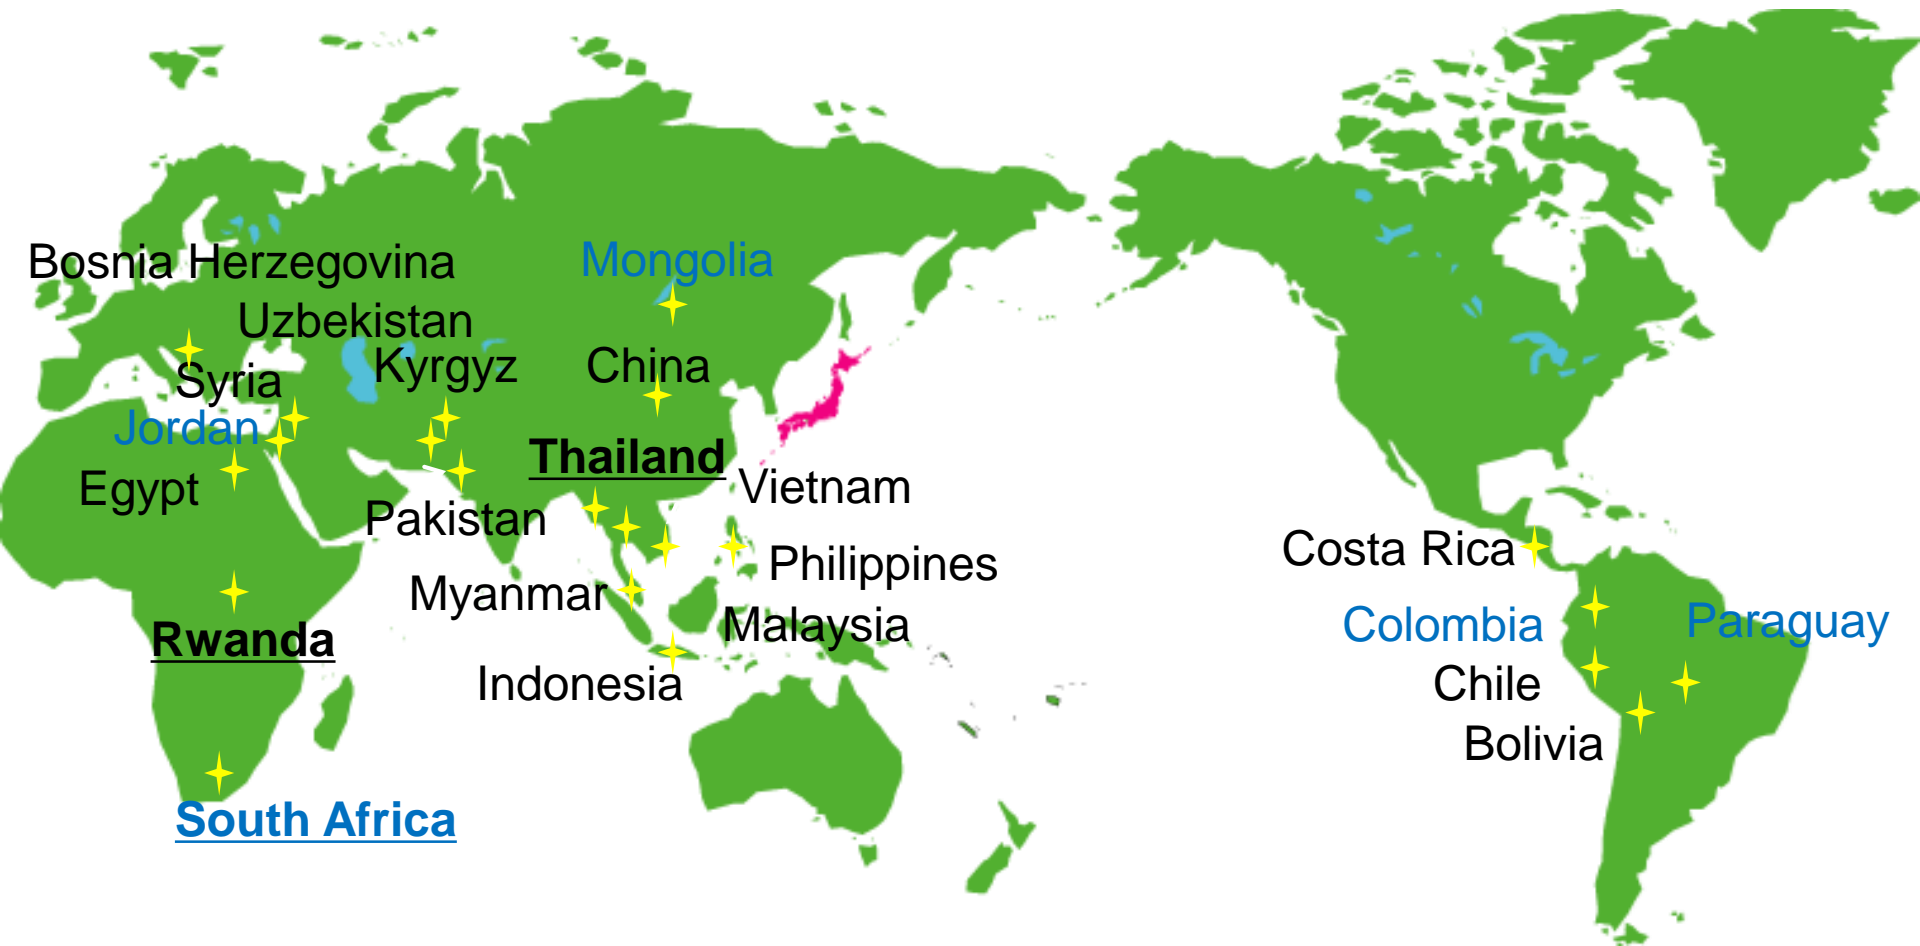 Bosnia Herzegovina
Mongolia
Uzbekistan
Kyrgyz
China
Syria
Jordan
Thailand
Egypt
Vietnam
Pakistan
Costa Rica
Philippines
Myanmar
Malaysia
Colombia
Paraguay
Rwanda
Indonesia
Chile
Bolivia
South Africa